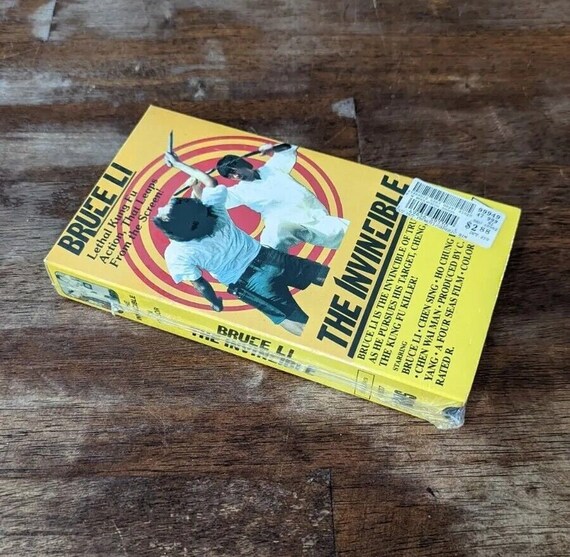 BRUCE LI
Lethal Kung Fu
Action That Leaps
From the Screen!
THE INVINCIBLE
BRUCE LI IS THE INVINCIBLE OF TRU
AS HE PURSUES HIS TARGET, CHENG,
THE KUNG FU KILLER!
STARRING
BRUCE LI • CHEN SING • HO CHUNG
• CHEN WAI MAN • PRODUCED BY C.
YANG • A FOUR SEAS FILM • COLOR
RATED R.
99949
$2.88
BRUCE LI
THE INVINCIBLE
VHS